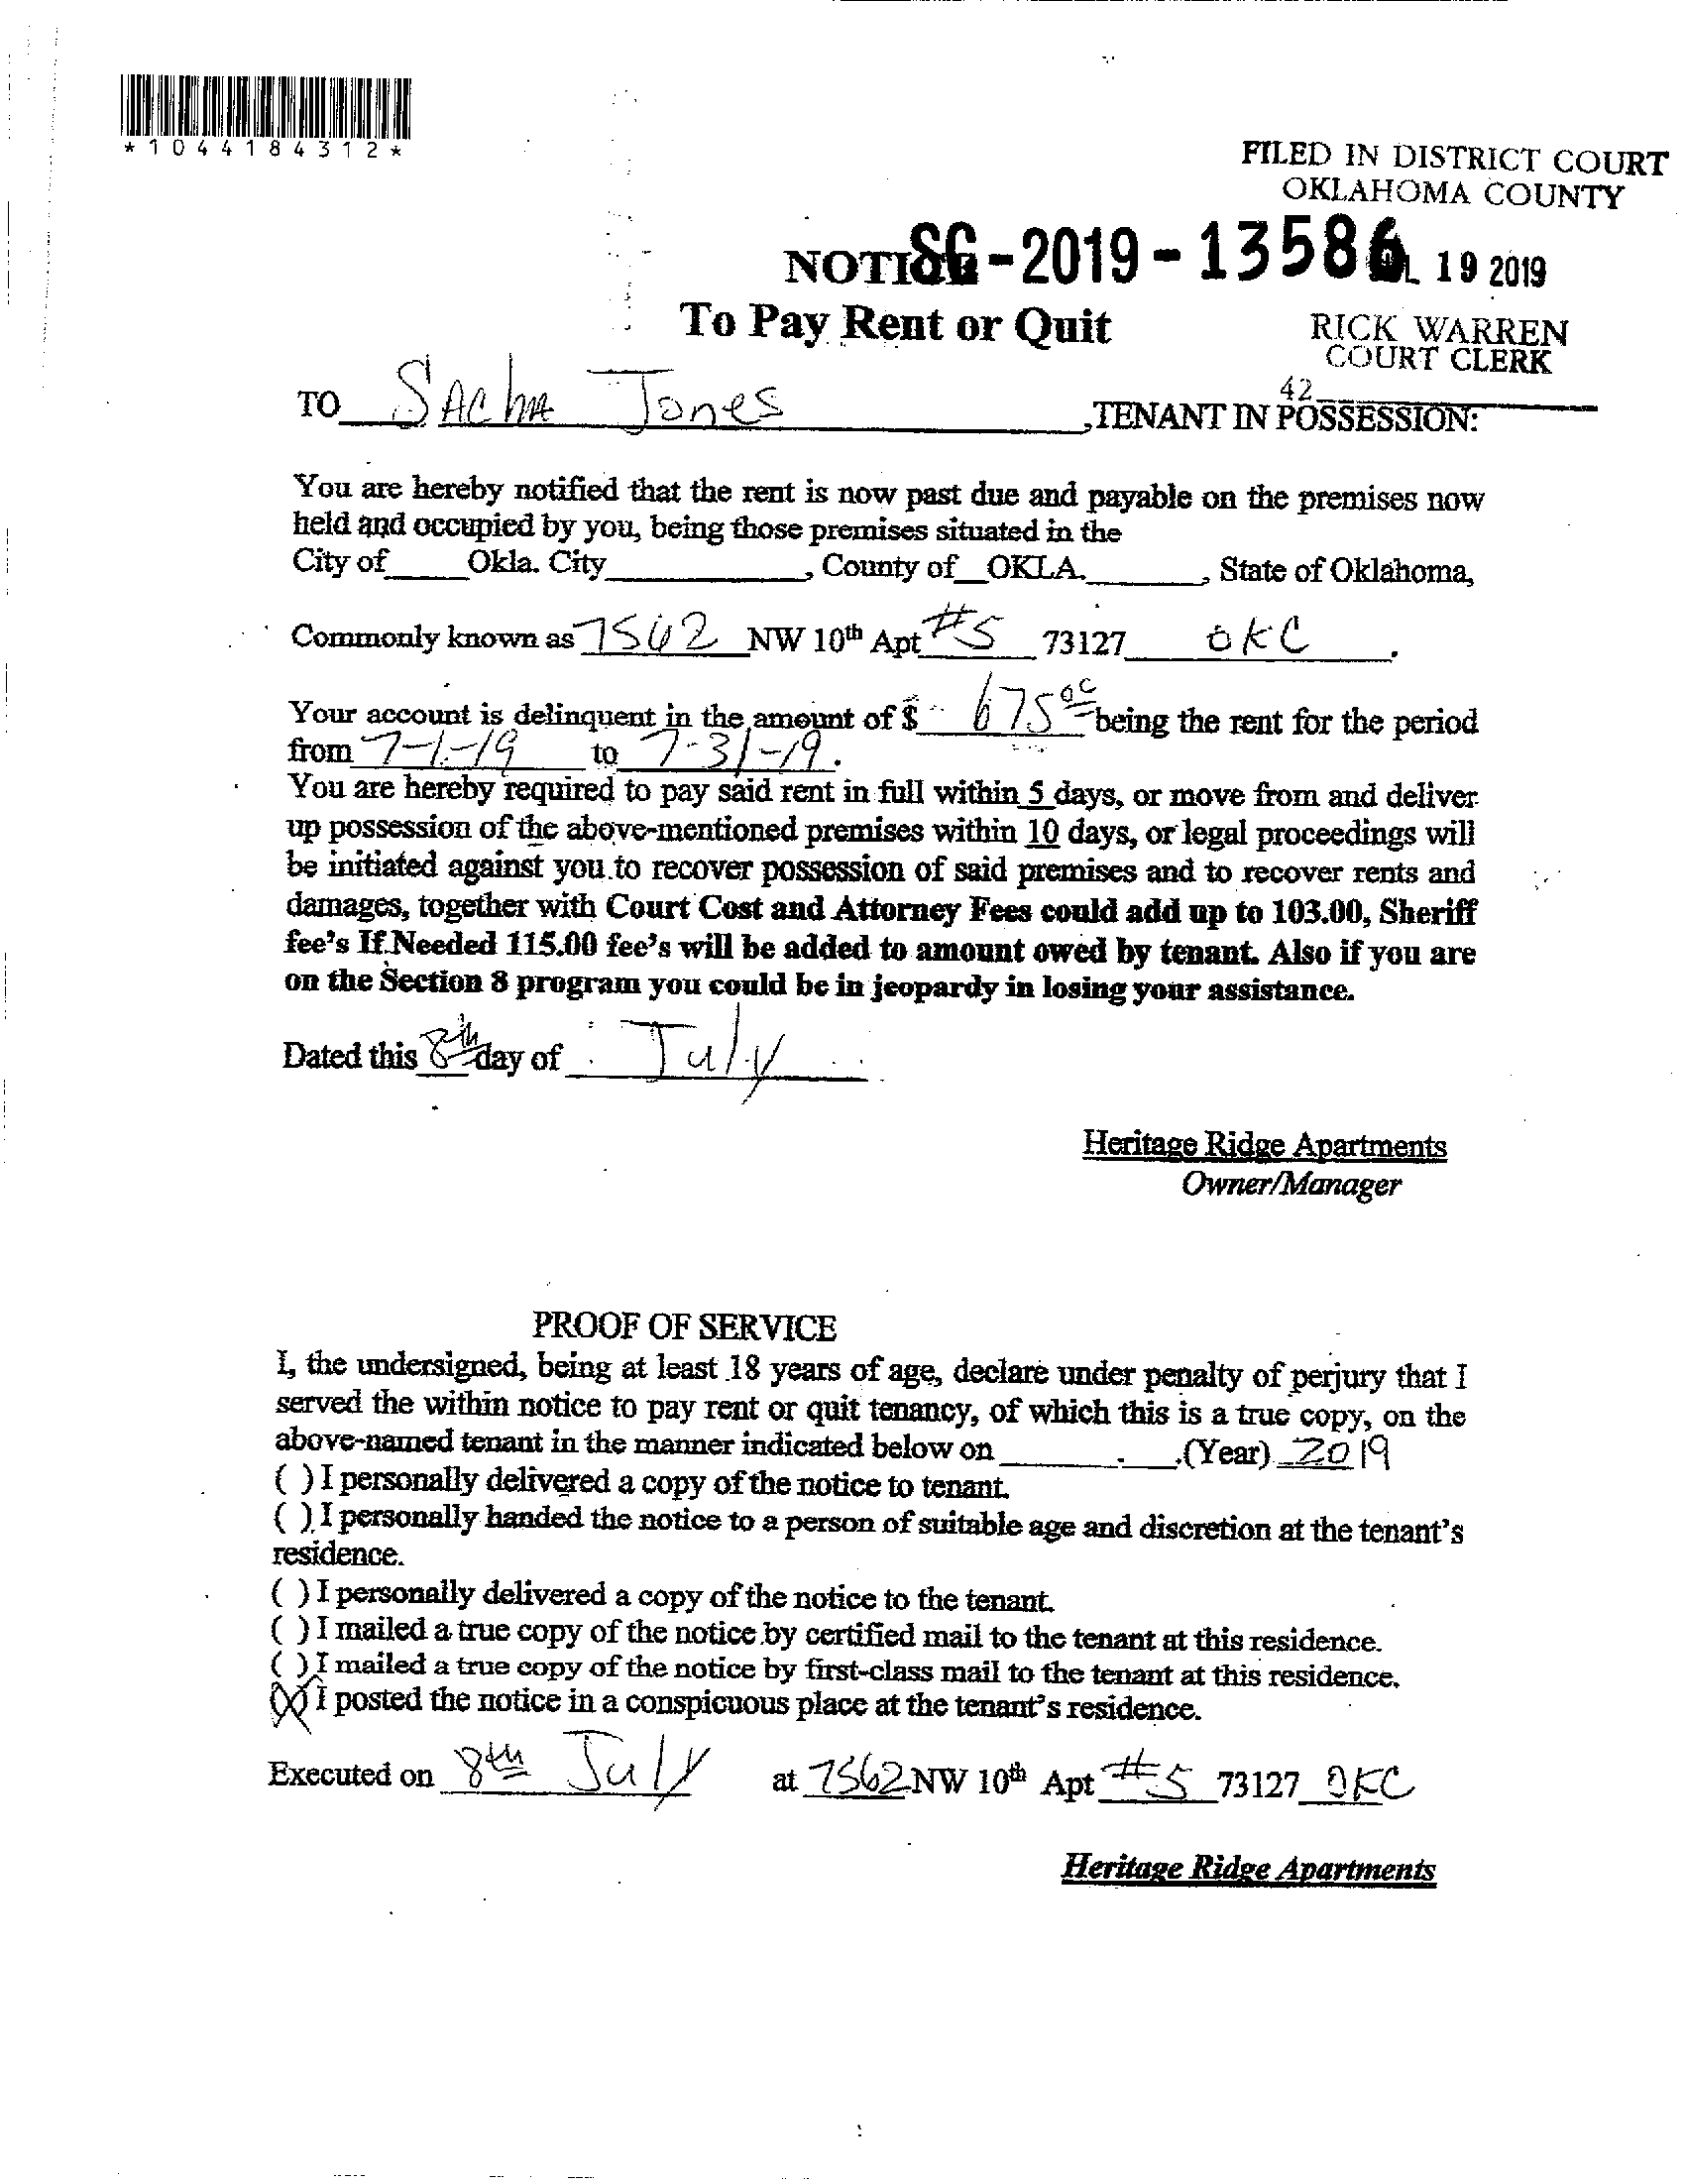 *1044184312*
FILED IN DISTRICT COURT
OKLAHOMA COUNTY
SC-2019-13586
19 2019
To Pay Rent or Quit
RICK WARREN
COURT CLERK
42
TO SACha Jones, TENANT IN POSSESSION:
You are hereby notified that the rent is now past due and payable on the premises now
held and occupied by you, being those premises situated in the
City of Okla. City, County of OKLA., State of Oklahoma,
Commonly known as 7562 NW 10th Apt #5 73127 OKC.
Your account is delinquent in the amount of $ 675 00 being the rent for the period
from 7-1-19 to 7-31-19.
You are hereby required to pay said rent in full within 5 days, or move from and deliver
up possession of the above-mentioned premises within 10 days, or legal proceedings will
be initiated against you to recover possession of said premises and to recover rents and
damages, together with Court Cost and Attorney Fees could add up to 103.00, Sheriff
fee's If Needed 115.00 fee's will be added to amount owed by tenant. Also if you are
on the Section 8 program you could be in jeopardy in losing your assistance.
Dated this 8th day of July
Heritage Ridge Apartments
Owner/Manager
PROOF OF SERVICE
I, the undersigned, being at least 18 years of age, declare under penalty of perjury that I
served the within notice to pay rent or quit tenancy, of which this is a true copy, on the
above-named tenant in the manner indicated below on ______.___.(Year) 2019
( ) I personally delivered a copy of the notice to tenant.
( ) I personally handed the notice to a person of suitable age and discretion at the tenant's
residence.
( ) I personally delivered a copy of the notice to the tenant.
( ) I mailed a true copy of the notice by certified mail to the tenant at this residence.
( ) I mailed a true copy of the notice by first-class mail to the tenant at this residence.
(X) I posted the notice in a conspicuous place at the tenant's residence.
Executed on 8th July at 7562 NW 10th Apt #5 73127 OKC
Heritage Ridge Apartments